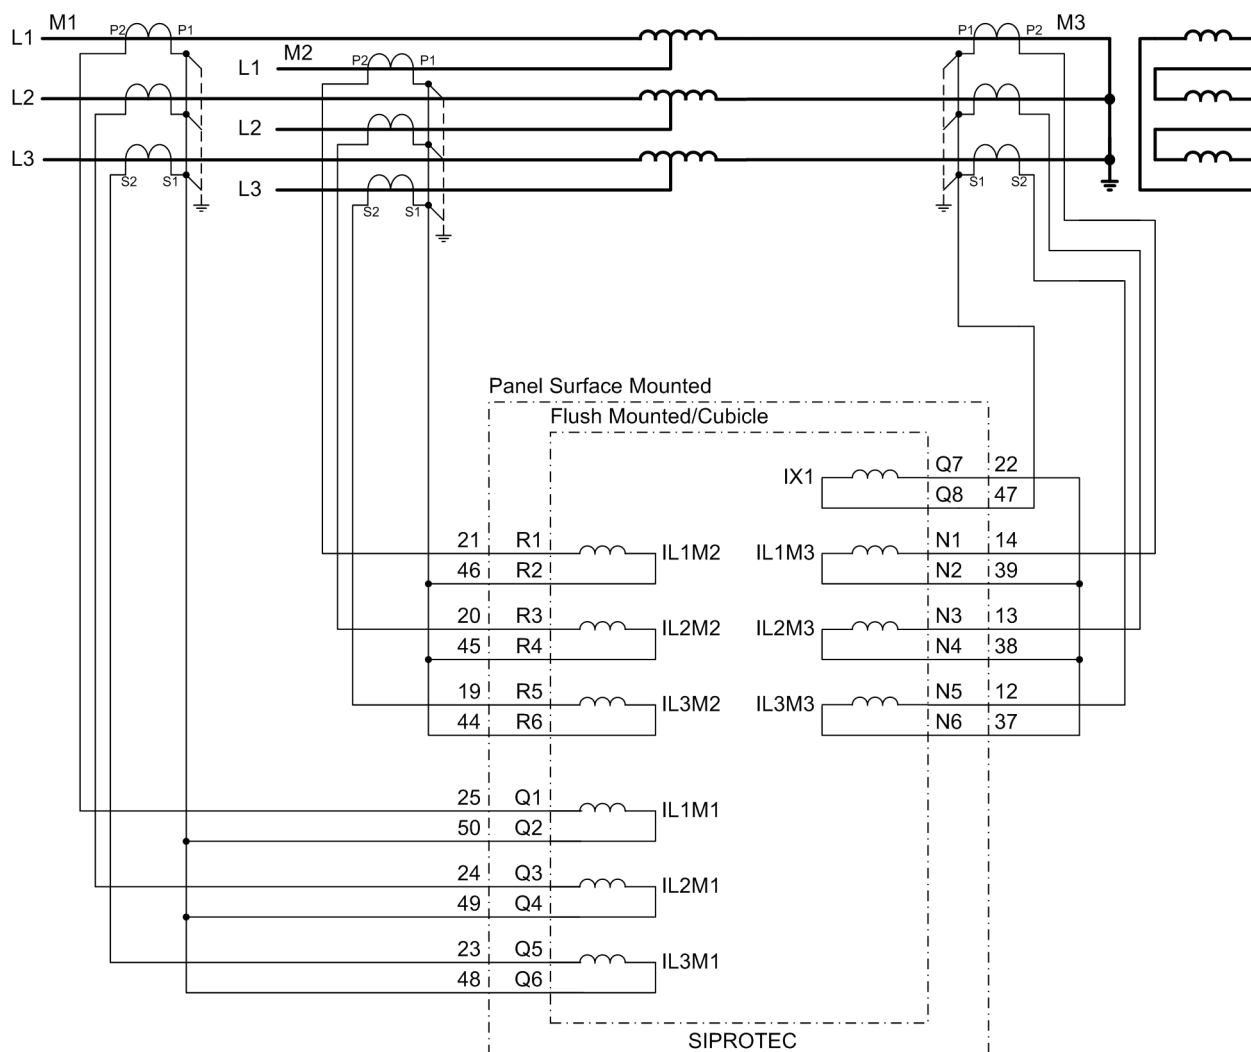 M1
L1
P2 P1
M2
P2 P1
L1
P1 P2
M3
L2
L2
L3
S2 S1
L3
S2 S1
S1 S2
Panel Surface Mounted
Flush Mounted/Cubicle
IX1 Q7 22
Q8 47
21 R1 IL1M2 IL1M3 N1 14
46 R2 N2 39
20 R3 IL2M2 IL2M3 N3 13
45 R4 N4 38
19 R5 IL3M2 IL3M3 N5 12
44 R6 N6 37
25 Q1 IL1M1
50 Q2
24 Q3 IL2M1
49 Q4
23 Q5 IL3M1
48 Q6
SIPROTEC